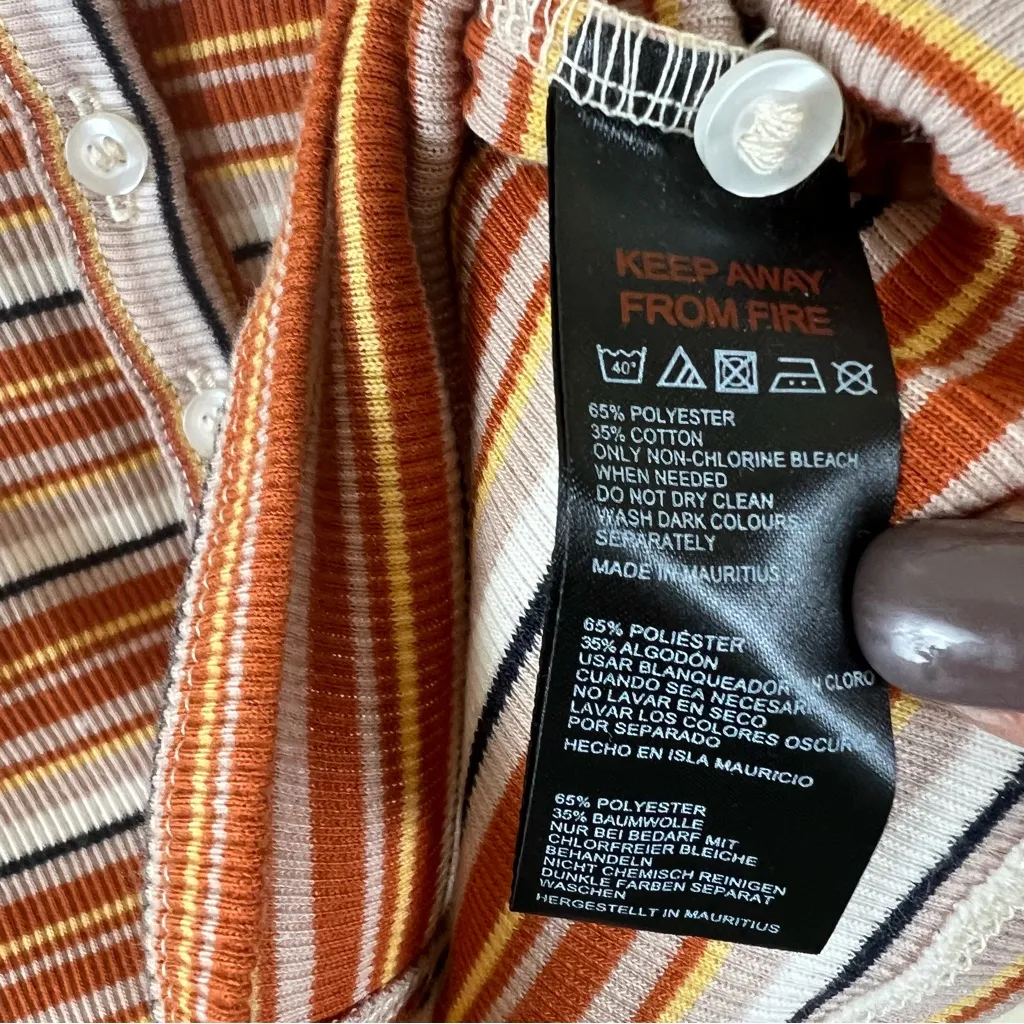 KEEP AWAY
FROM FIRE
40°
65% POLYESTER
35% COTTON
ONLY NON-CHLORINE BLEACH
WHEN NEEDED
DO NOT DRY CLEAN
WASH DARK COLOURS
SEPARATELY
MADE IN MAURITIUS
65% POLIÉSTER
35% ALGODÓN
USAR BLANQUEADOR CLORO
CUANDO SEA
NO LAVAR EN SECO
LAVAR LOS COLORES
POR SEPARADO
HECHO EN ISLA MAURICIO
65% POLYESTER
35% BAUMWOLLE
NUR BEI BEDARF MIT
CHLORFREIER BLEICHE
BEHANDELN
NICHT CHEMISCH REINIGEN
DUNKLE FARBEN SEPARAT
WASCHEN
HERGESTELLT IN MAURITIUS